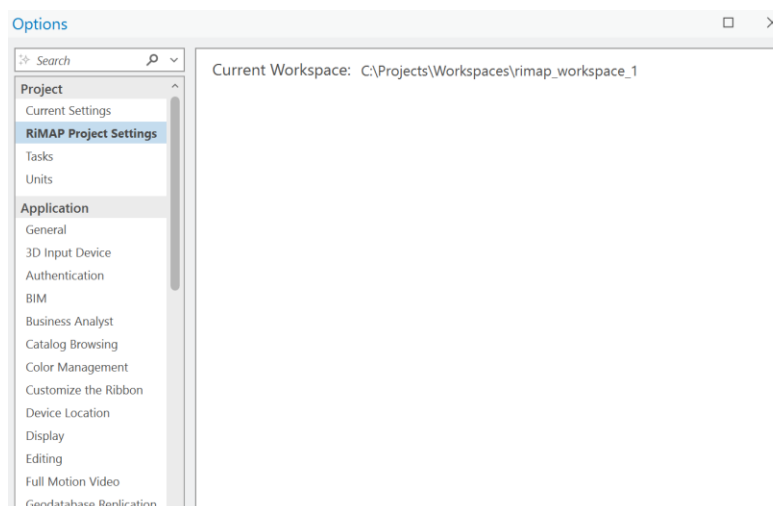 Options
Search
Project
Current Settings
RiMAP Project Settings
Tasks
Units
Application
General
3D Input Device
Authentication
BIM
Business Analyst
Catalog Browsing
Color Management
Customize the Ribbon
Device Location
Display
Editing
Full Motion Video
Geodatabase Replication
Current Workspace: C:\Projects\Workspaces\rimap_workspace_1